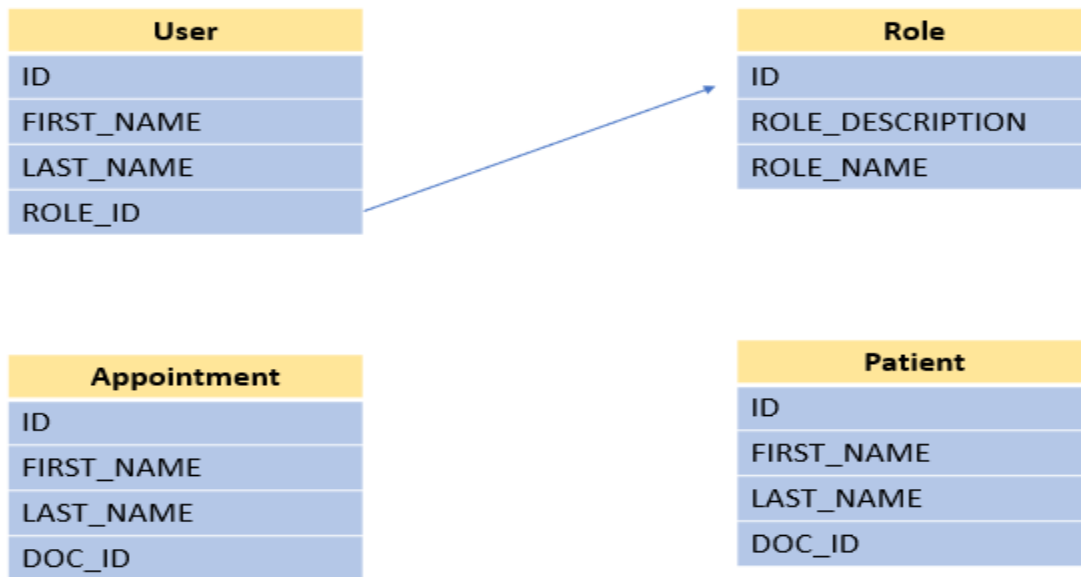 User
ID
FIRST_NAME
LAST_NAME
ROLE_ID
Role
ID
ROLE_DESCRIPTION
ROLE_NAME
Appointment
ID
FIRST_NAME
LAST_NAME
DOC_ID
Patient
ID
FIRST_NAME
LAST_NAME
DOC_ID